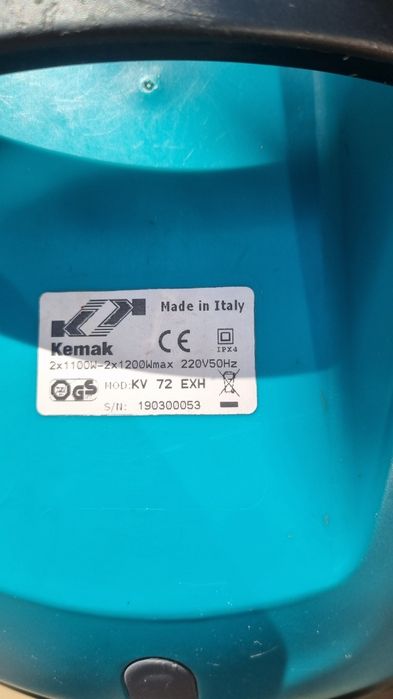 Made in Italy
Kemak
CE
IPX4
2x1100W-2x1200Wmax 220V50Hz
GS
MOD:KV 72 EXH
S/N: 190300053